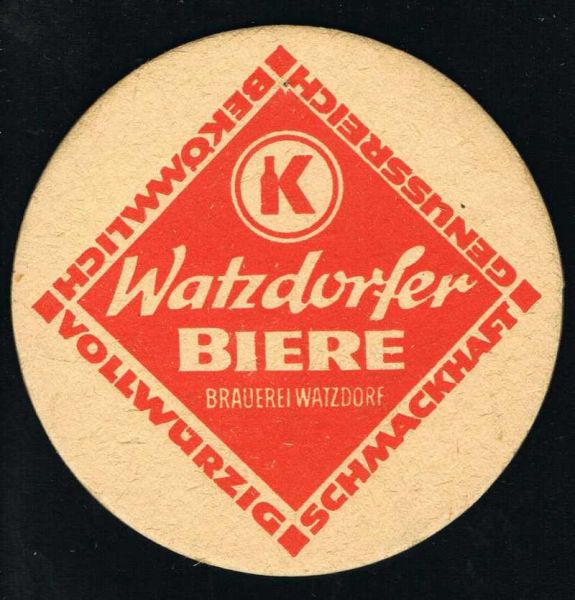 BEKÖMMLICH
GENUSSREICH
K
Watzdorfer
BIERE
BRAUEREI WATZDORF
VOLLWÜRZIG
SCHMACKHAFT